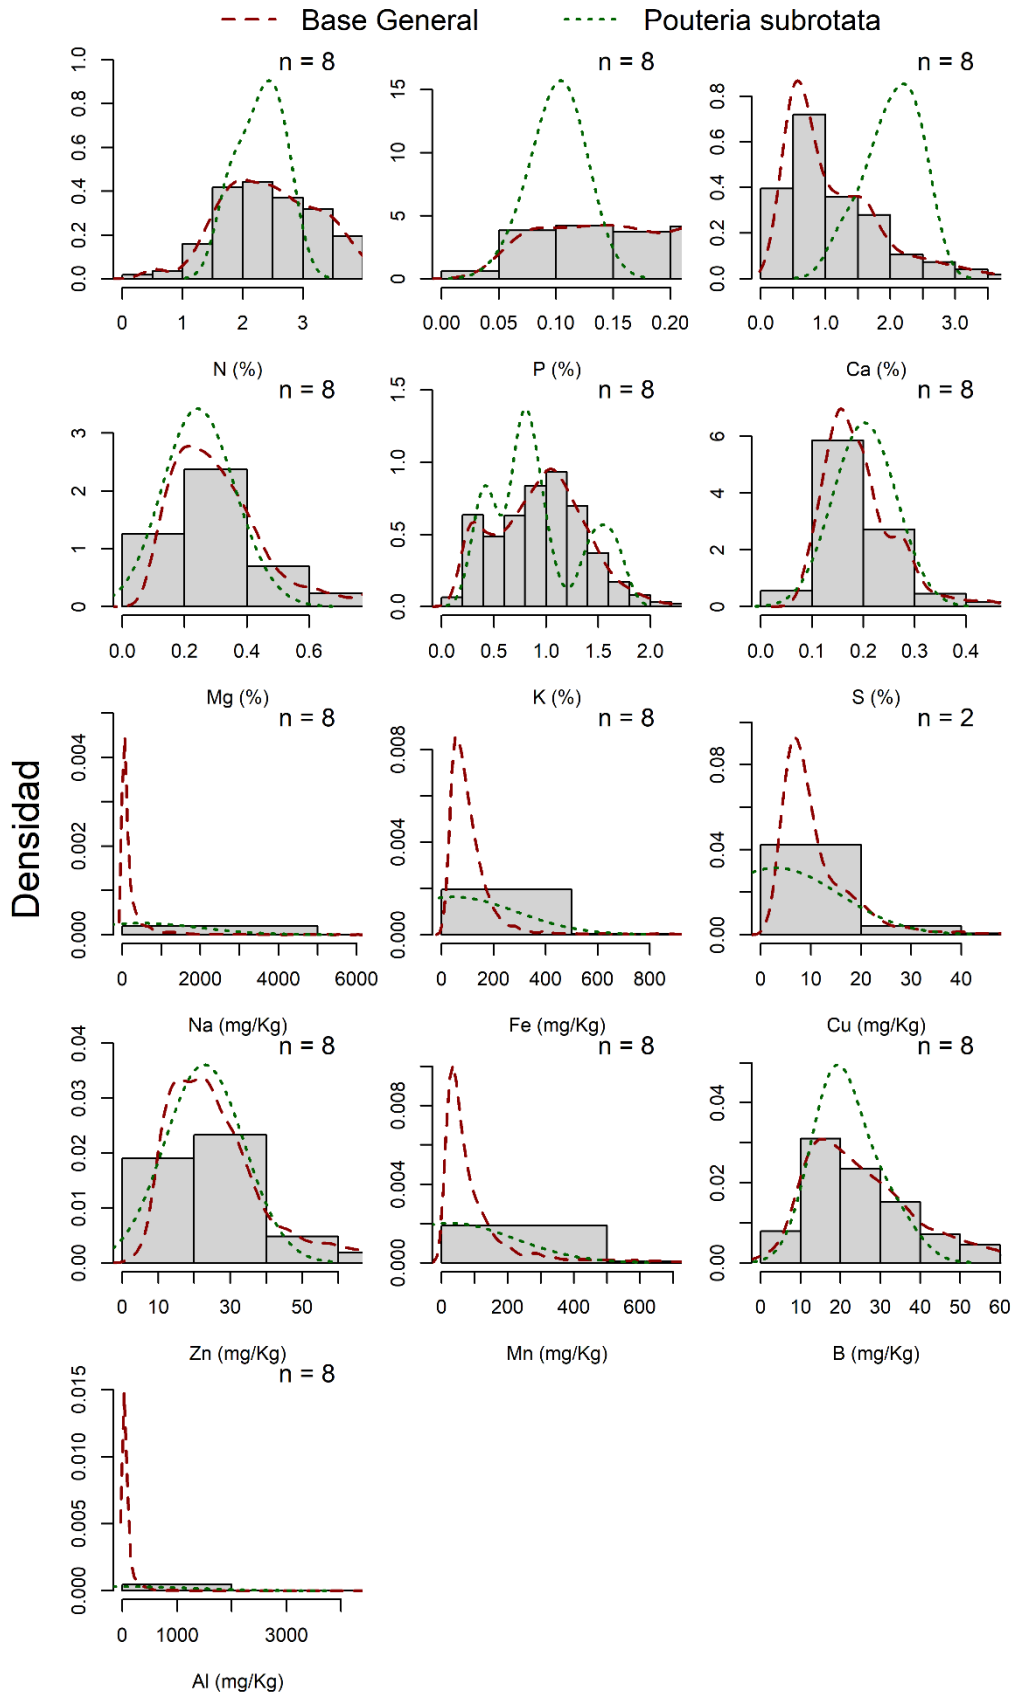 Base General Pouteria subrotata
n = 8 n = 8 n = 8
0.0 0.2 0.4 0.6 0.8 1.0
0 1 2 3
N (%)
0 5 10 15
0.00 0.05 0.10 0.15 0.20
P (%)
0.0 0.2 0.4 0.6 0.8
0.0 1.0 2.0 3.0
Ca (%)
n = 8 n = 8 n = 8
0 1 2 3
0.0 0.2 0.4 0.6
Mg (%)
0.0 0.5 1.0 1.5
0.0 0.5 1.0 1.5 2.0
K (%)
0 2 4 6
0.0 0.1 0.2 0.3 0.4
S (%)
Densidad
n = 8 n = 8 n = 2
0.000 0.002 0.004
0 2000 4000 6000
Na (mg/Kg)
0.000 0.004 0.008
0 200 400 600 800
Fe (mg/Kg)
0.00 0.04 0.08
0 10 20 30 40
Cu (mg/Kg)
n = 8 n = 8 n = 8
0.00 0.01 0.02 0.03 0.04
0 10 30 50
Zn (mg/Kg)
0.000 0.004 0.008
0 200 400 600
Mn (mg/Kg)
0.00 0.02 0.04
0 10 20 30 40 50 60
B (mg/Kg)
n = 8
0.000 0.005 0.010 0.015
0 1000 3000
Al (mg/Kg)